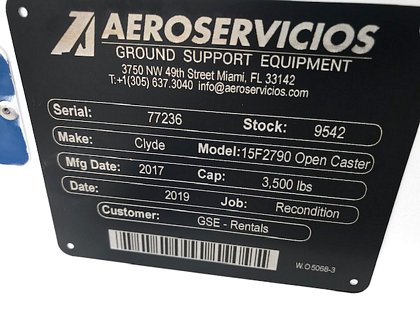 AEROSERVICIOS
GROUND SUPPORT EQUIPMENT
3750 NW 49th Street Miami, FL 33142
T:+1(305) 637.3040 info@aeroservicios.com
Serial: 77236 Stock: 9542
Make: Clyde Model: 15F2790 Open Caster
Mfg Date: 2017 Cap: 3,500 lbs
Date: 2019 Job: Recondition
Customer: GSE - Rentals
W.O 5068-3